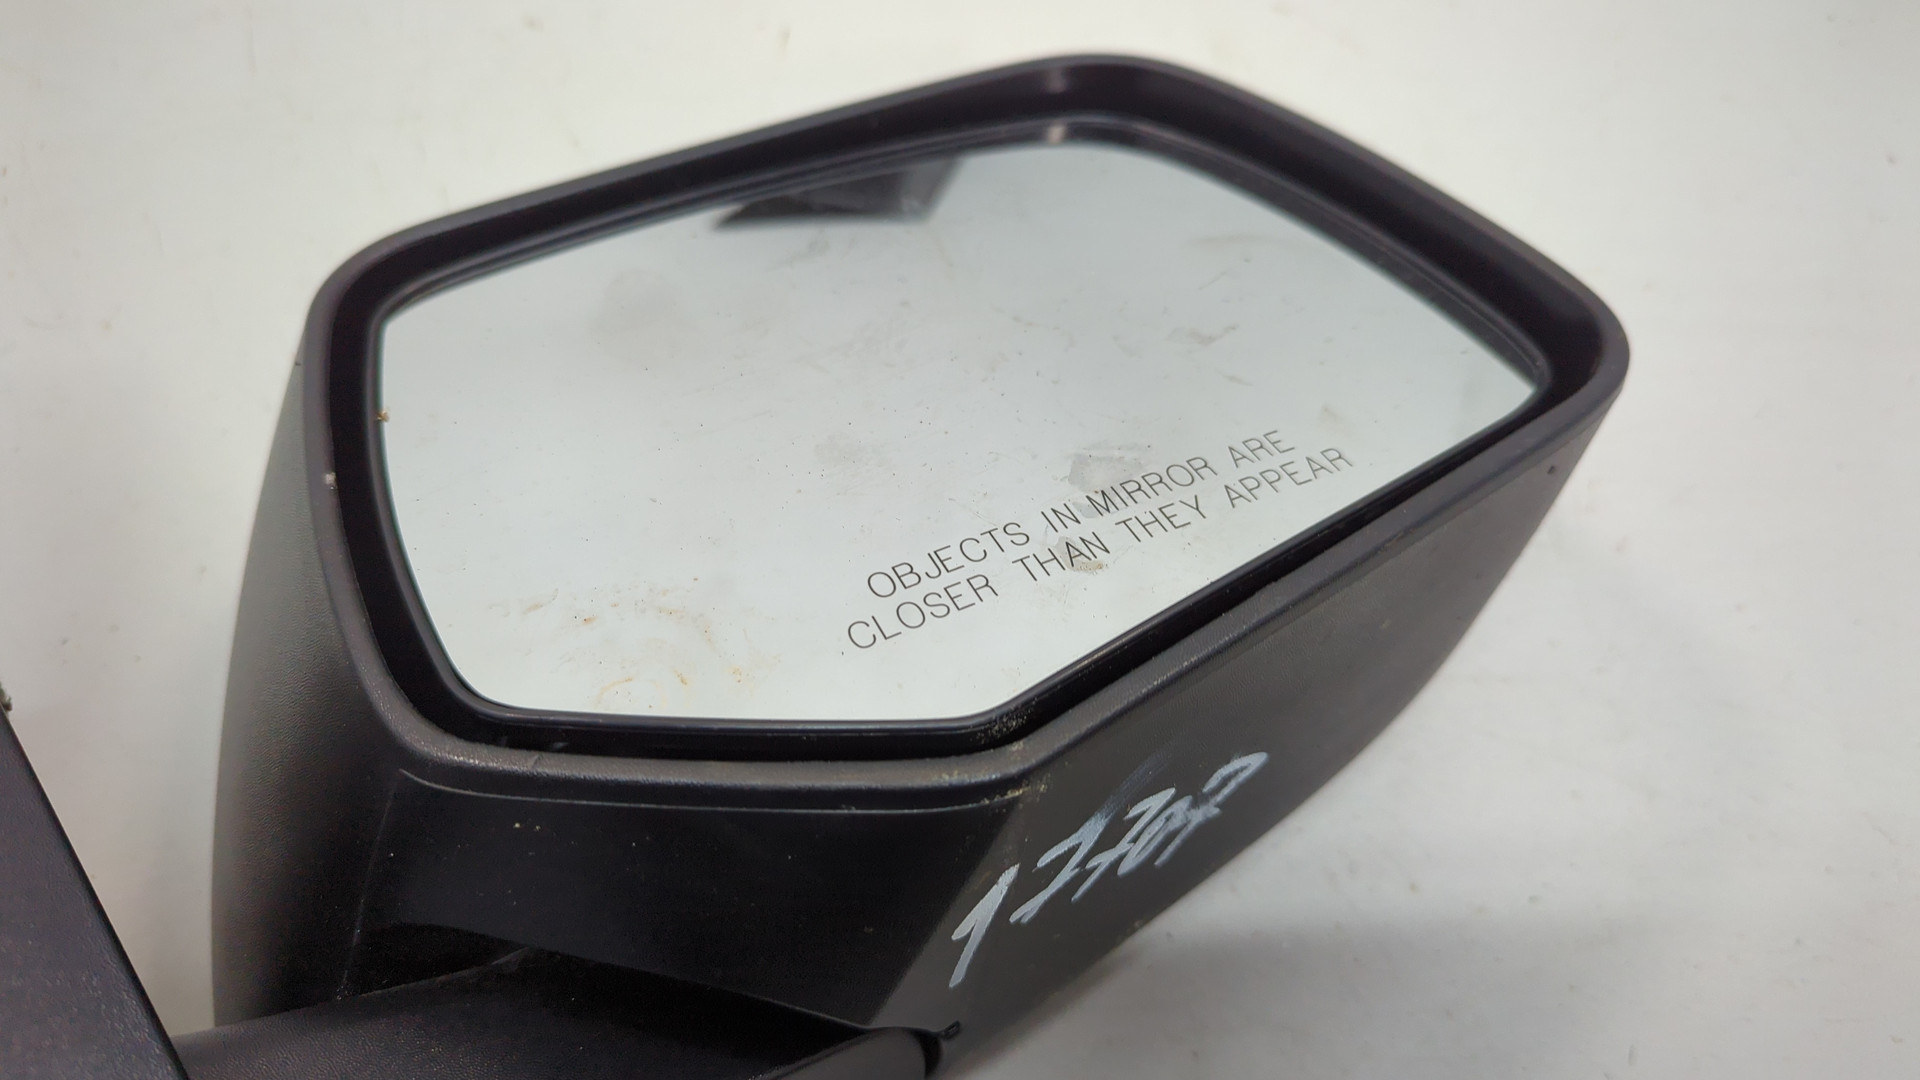 OBJECTS IN MIRROR ARE
CLOSER THAN THEY APPEAR